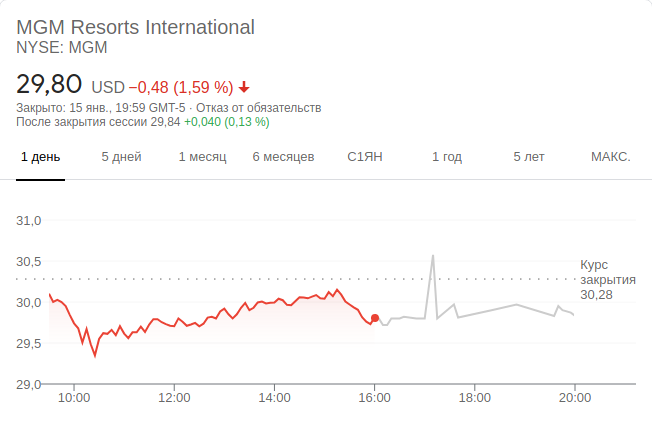 MGM Resorts International
NYSE: MGM
29,80 USD −0,48 (1,59 %)
Закрыто: 15 янв., 19:59 GMT-5 · Отказ от обязательств
После закрытия сессии 29,84 +0,040 (0,13 %)
1 день 5 дней 1 месяц 6 месяцев С1ЯН 1 год 5 лет МАКС.
31,0
30,5
30,0
29,5
29,0
Курс
закрытия
30,28
10:00 12:00 14:00 16:00 18:00 20:00